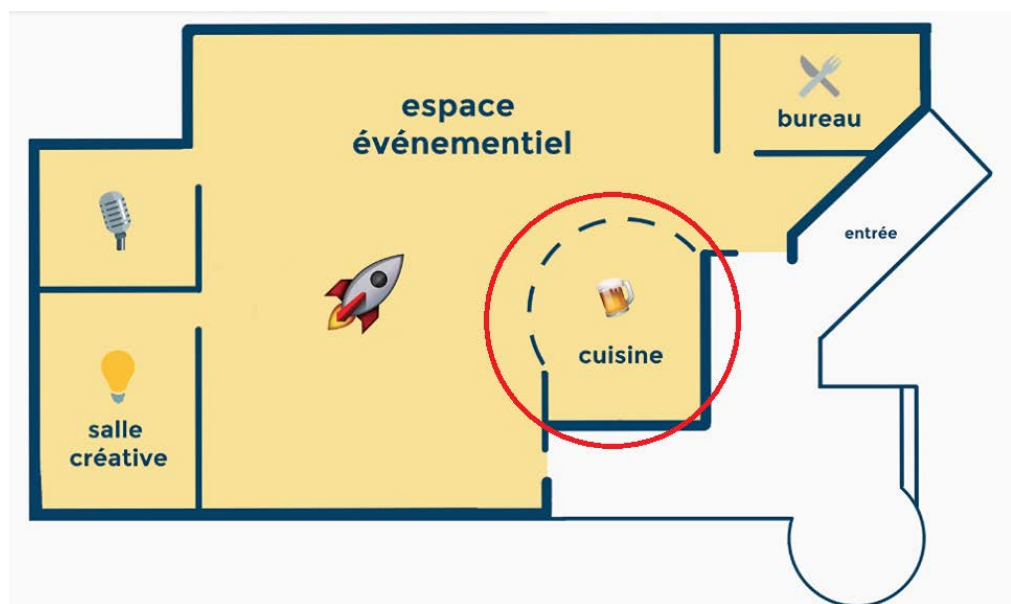 espace
événementiel
bureau
entrée
cuisine
salle
créative